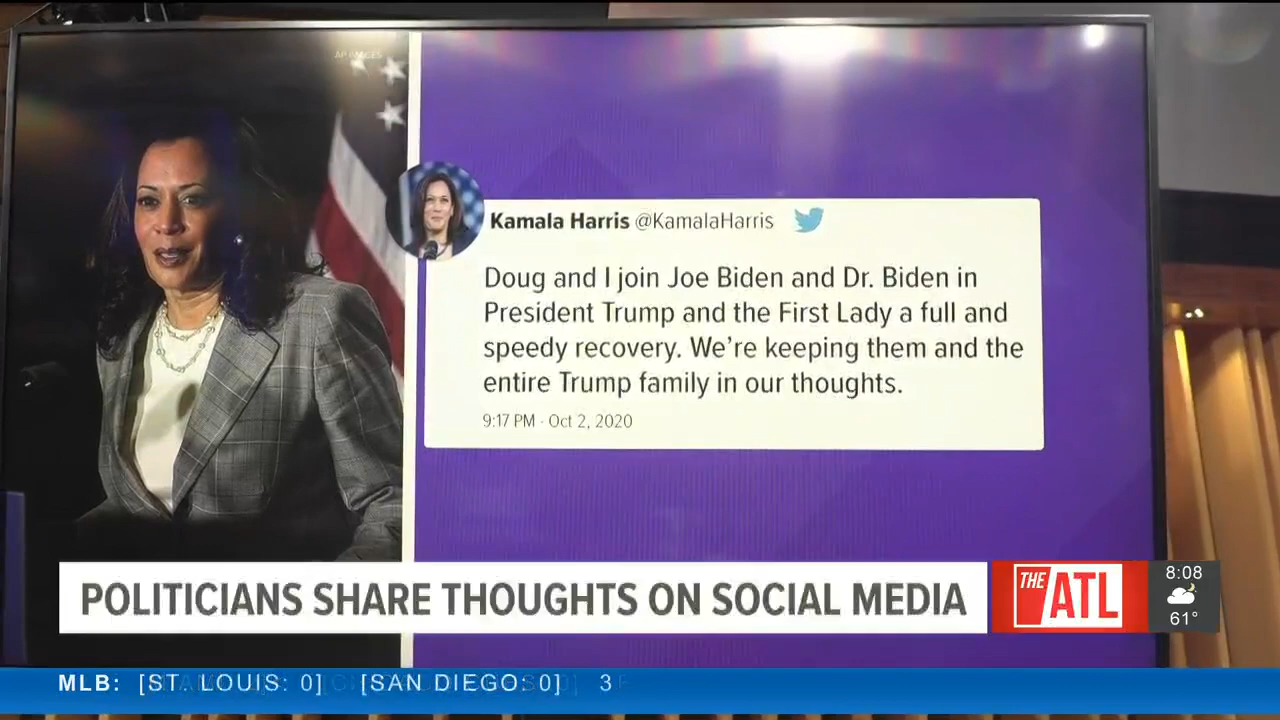 AP IMAGES
Kamala Harris @KamalaHarris
Doug and I join Joe Biden and Dr. Biden in
President Trump and the First Lady a full and
speedy recovery. We're keeping them and the
entire Trump family in our thoughts.
9:17 PM · Oct 2, 2020
POLITICIANS SHARE THOUGHTS ON SOCIAL MEDIA
THE ATL
8:08
61°
MLB: [ST. LOUIS: 0] [SAN DIEGO: 0] 3